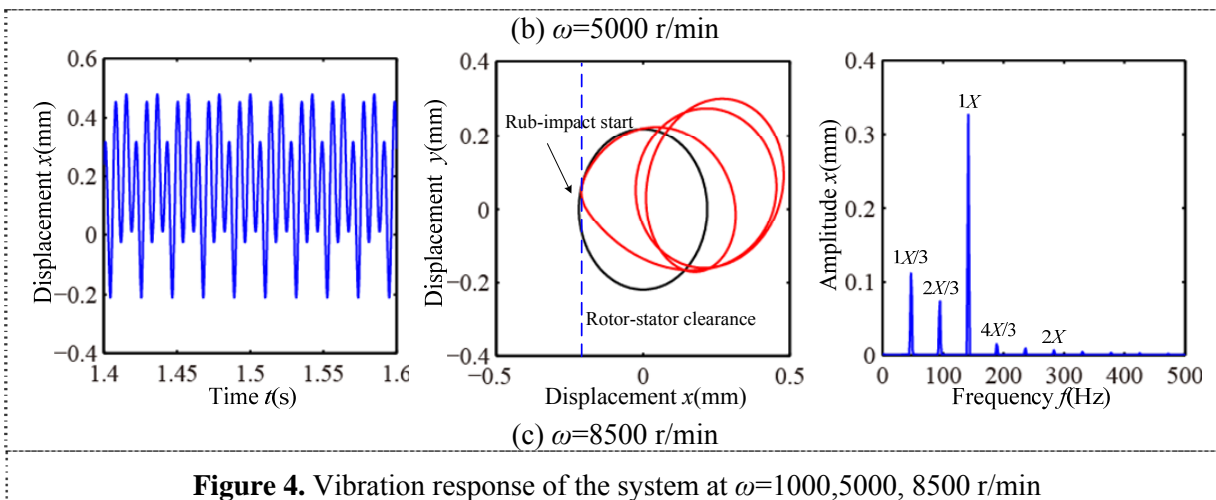 (b) ω=5000 r/min
Displacement x(mm)
0.6
0.4
0.2
0
−0.2
−0.4
1.4
1.45
1.5
1.55
1.6
Time t(s)
Displacement y(mm)
0.4
0.2
0
−0.2
−0.4
Rub-impact start
Rotor-stator clearance
−0.5
0
0.5
Displacement x(mm)
Amplitude x(mm)
0.4
0.3
0.2
0.1
0
1X/3
2X/3
1X
4X/3
2X
0
100
200
300
400
500
Frequency f(Hz)
(c) ω=8500 r/min
Figure 4. Vibration response of the system at ω=1000,5000, 8500 r/min